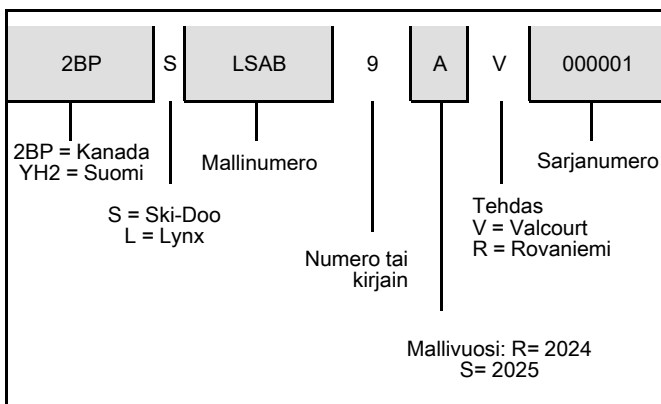 2BP S LSAB 9 A V 000001
2BP = Kanada
YH2 = Suomi
Mallinumero
Sarjanumero
S = Ski-Doo
L = Lynx
Tehdas
V = Valcourt
R = Rovaniemi
Numero tai
kirjain
Mallivuosi: R= 2024
S= 2025